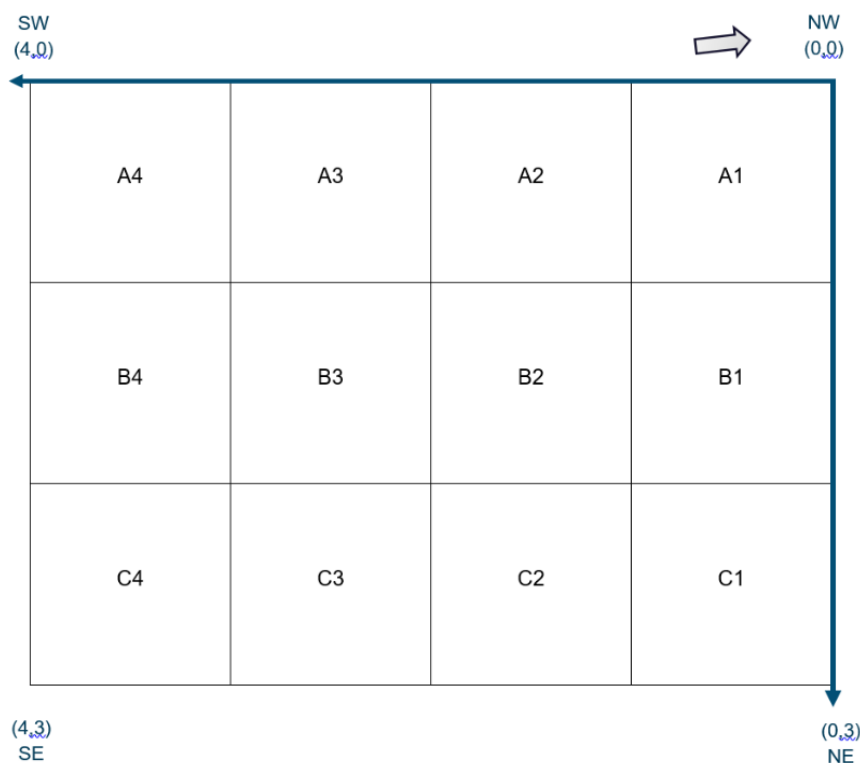 SW
(4,0)
NW
(0,0)
A4
A3
A2
A1
B4
B3
B2
B1
C4
C3
C2
C1
(4,3)
SE
(0,3)
NE